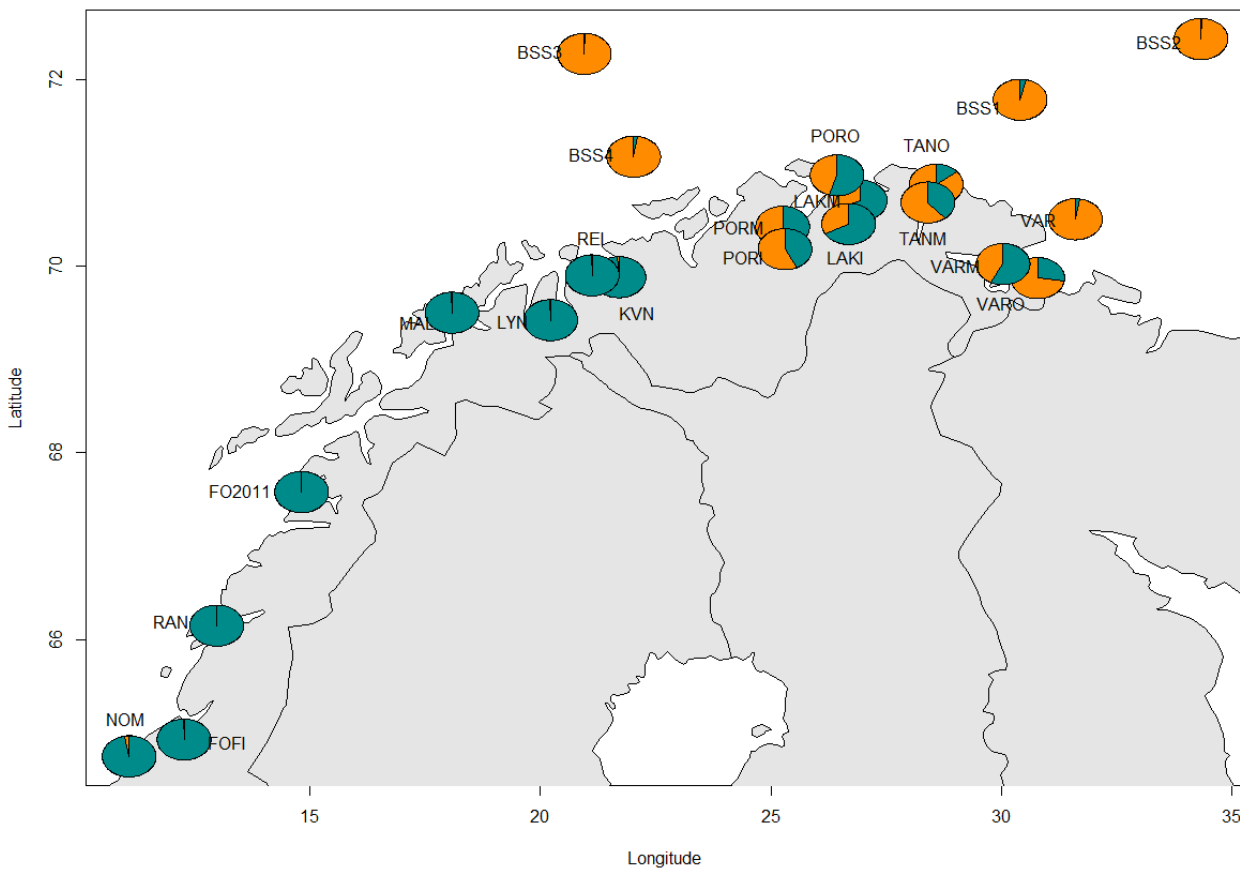 BSS2
BSS3
72
BSS1
PORO
TANO
BSS4
LAKM
VAR
PORM
TANM
REI
PORI
LAKI
VARM
70
VARO
KVN
MAL
LYN
68
FO2011
RAN
66
NOM
FOFI
15
20
25
30
35
Latitude
Longitude